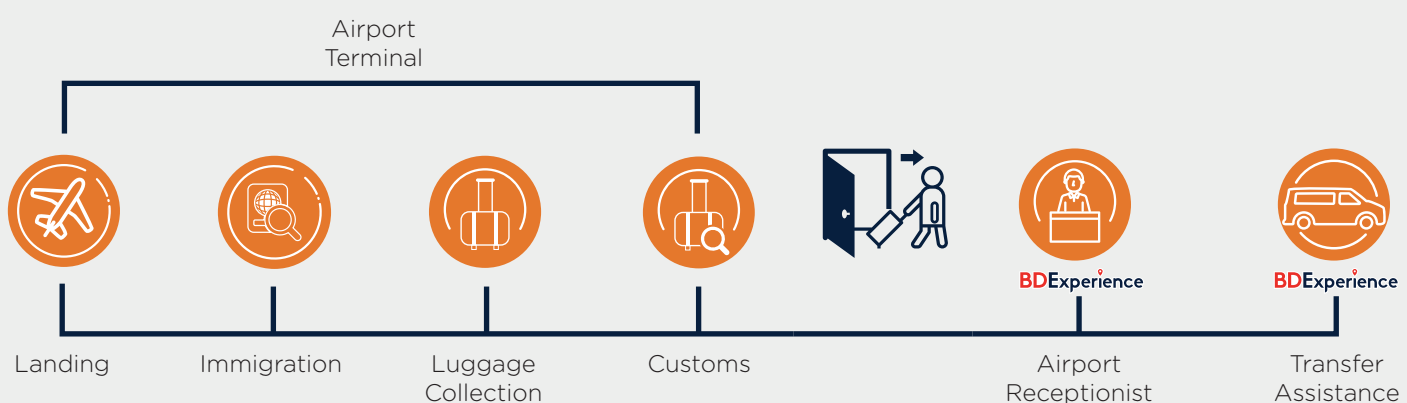 Airport
Terminal
BDExperience
BDExperience
Landing
Immigration
Luggage
Collection
Customs
Airport
Receptionist
Transfer
Assistance